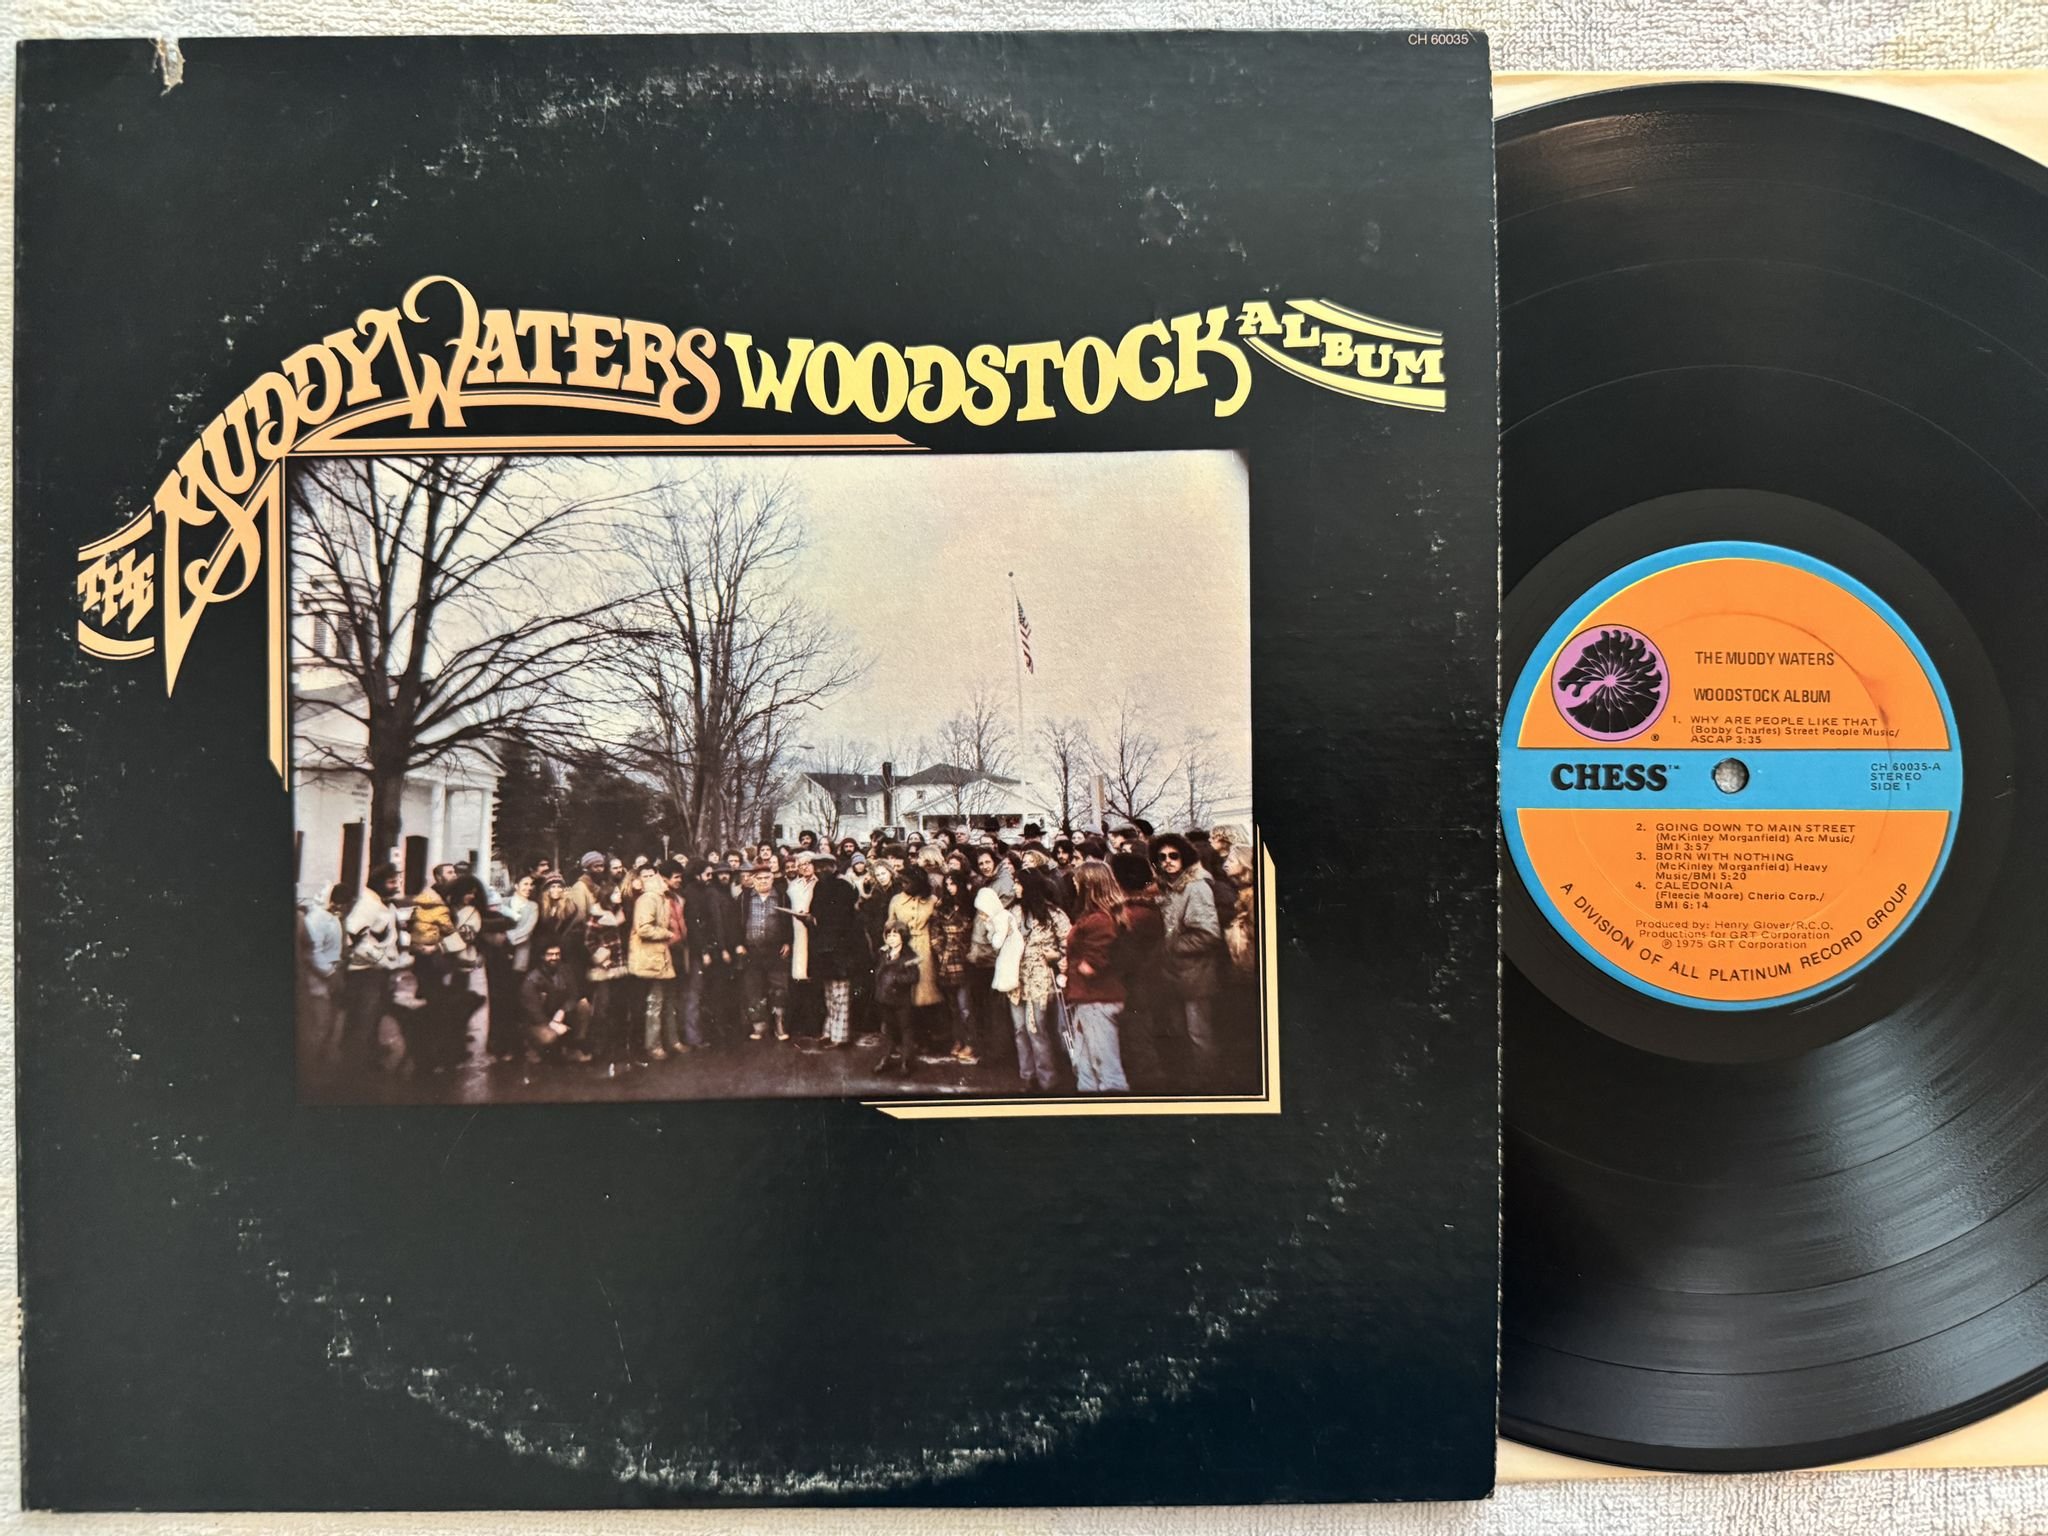 CH 60035
THE MUDDY WATERS WOODSTOCK ALBUM
THE MUDDY WATERS
WOODSTOCK ALBUM
1. WHY ARE PEOPLE LIKE THAT
(Bobby Charles) Street People Music/
ASCAP 3:35
®
CHESS™
CH 60035-A
STEREO
SIDE 1
2. GOING DOWN TO MAIN STREET
(McKinley Morganfield) Arc Music/
BMI 3:57
3. BORN WITH NOTHING
(McKinley Morganfield) Heavy
Music/BMI 5:20
4. CALEDONIA
(Fleecie Moore) Cherio Corp./
BMI 6:14
Produced by: Henry Glover/R.C.O.
Productions for GRT Corporation
℗ 1975 GRT Corporation
A DIVISION OF ALL PLATINUM RECORD GROUP